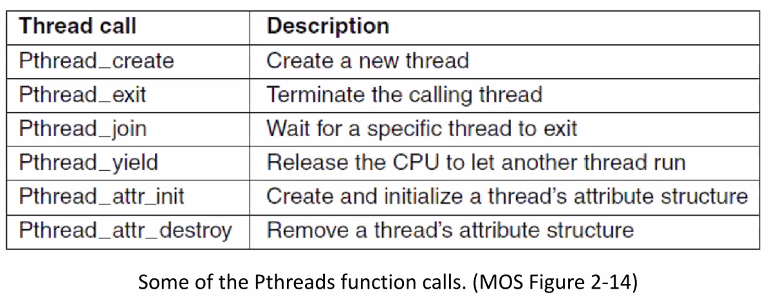 Thread call Description
Pthread_create Create a new thread
Pthread_exit Terminate the calling thread
Pthread_join Wait for a specific thread to exit
Pthread_yield Release the CPU to let another thread run
Pthread_attr_init Create and initialize a thread's attribute structure
Pthread_attr_destroy Remove a thread's attribute structure
Some of the Pthreads function calls. (MOS Figure 2-14)